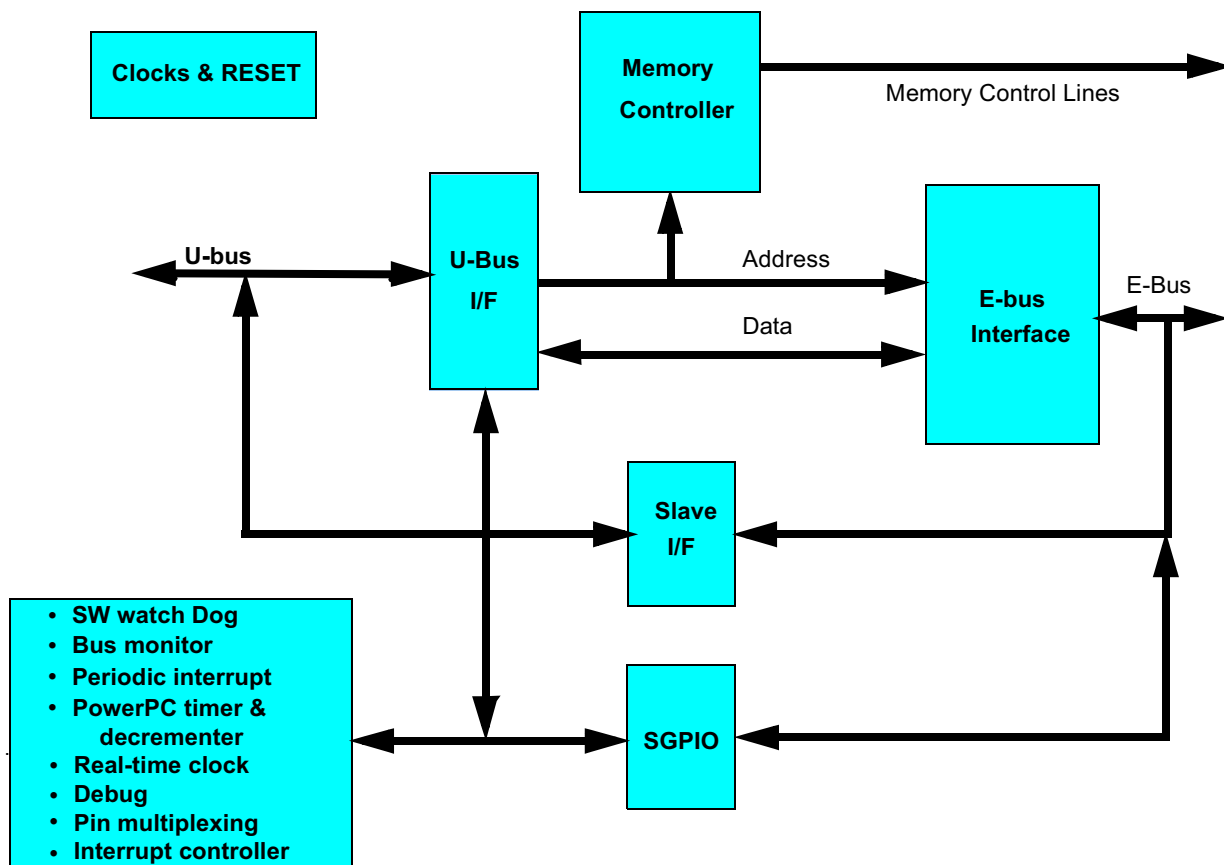 Clocks & RESET
Memory
Controller
Memory Control Lines
U-bus
U-Bus
I/F
Address
Data
E-bus
Interface
E-Bus
Slave
I/F
• SW watch Dog
• Bus monitor
• Periodic interrupt
• PowerPC timer &
decrementer
• Real-time clock
• Debug
• Pin multiplexing
• Interrupt controller
SGPIO